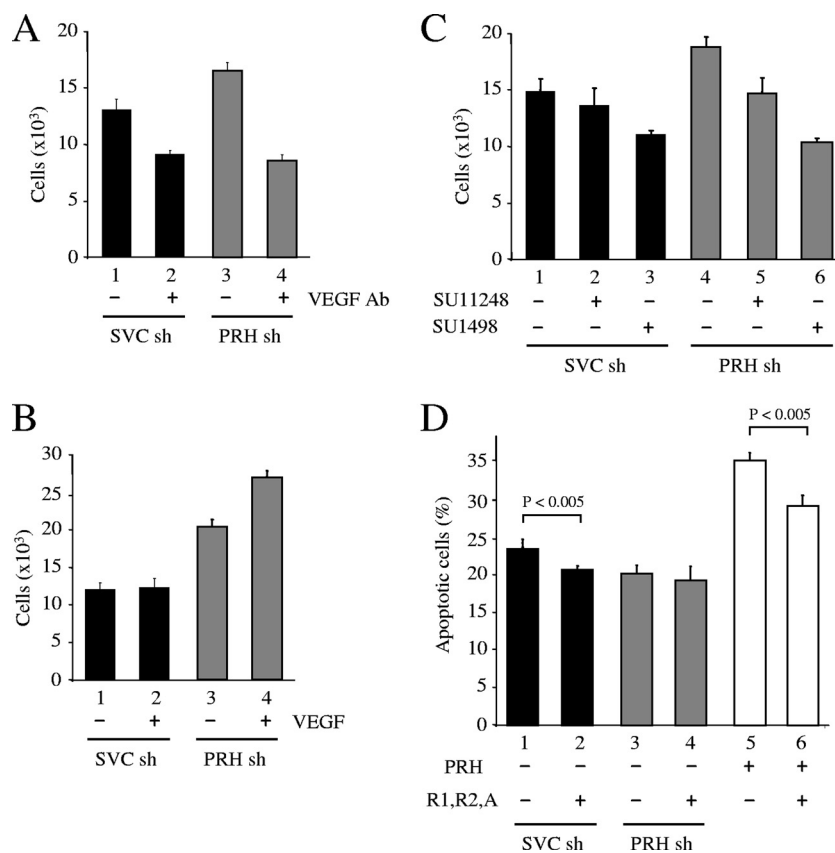 A
Cells (x10³)
20
15
10
5
0
1 2 3 4
– + – + VEGF Ab
SVC sh PRH sh
B
Cells (x10³)
30
25
20
15
10
5
0
1 2 3 4
– + – + VEGF
SVC sh PRH sh
C
Cells (x10³)
20
15
10
5
0
1 2 3 4 5 6
SU11248 – + – – + –
SU1498 – – + – – +
SVC sh PRH sh
D
Apoptotic cells (%)
35
30
25
20
15
10
5
0
P < 0.005
P < 0.005
1 2 3 4 5 6
PRH – – – – + +
R1,R2,A – + – + – +
SVC sh PRH sh